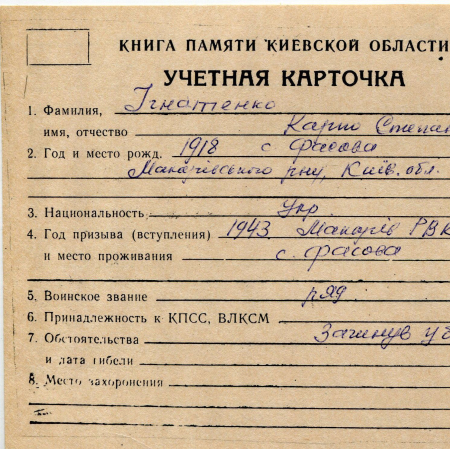 КНИГА ПАМЯТИ КИЕВСКОЙ ОБЛАСТИ
УЧЕТНАЯ КАРТОЧКА
1. Фамилия, Ігнатенко
имя, отчество Карпо Степан
2. Год и место рожд. 1918 с Фасова
Макарівського р-ну, Київ. обл.
3. Национальность Укр
4. Год призыва (вступления) 1943 Макарів РВК
и место проживания с. Фасова
5. Воинское звание ряд
6. Принадлежность к КПСС, ВЛКСМ
7. Обстоятельства Загинув у б
и дата гибели
8. Место захоронения